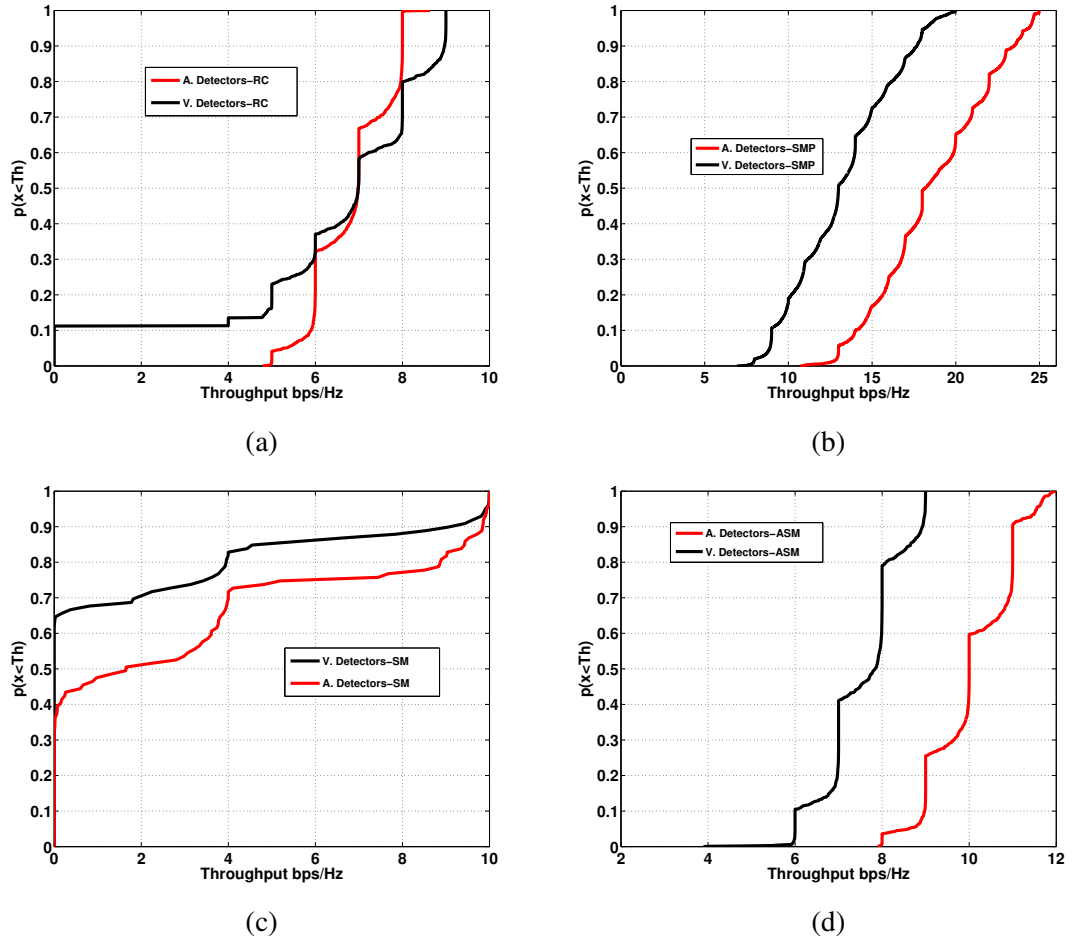 1
0.9
0.8
0.7
0.6
0.5
0.4
0.3
0.2
0.1
0
p(x<Th)
A. Detectors-RC
V. Detectors-RC
0 2 4 6 8 10
Throughput bps/Hz
(a)
1
0.9
0.8
0.7
0.6
0.5
0.4
0.3
0.2
0.1
0
p(x<Th)
A. Detectors-SMP
V. Detectors-SMP
0 5 10 15 20 25
Throughput bps/Hz
(b)
1
0.9
0.8
0.7
0.6
0.5
0.4
0.3
0.2
0.1
0
p(x<Th)
V. Detectors-SM
A. Detectors-SM
0 2 4 6 8 10
Throughput bps/Hz
(c)
1
0.9
0.8
0.7
0.6
0.5
0.4
0.3
0.2
0.1
0
p(x<Th)
A. Detectors-ASM
V. Detectors-ASM
2 4 6 8 10 12
Throughput bps/Hz
(d)